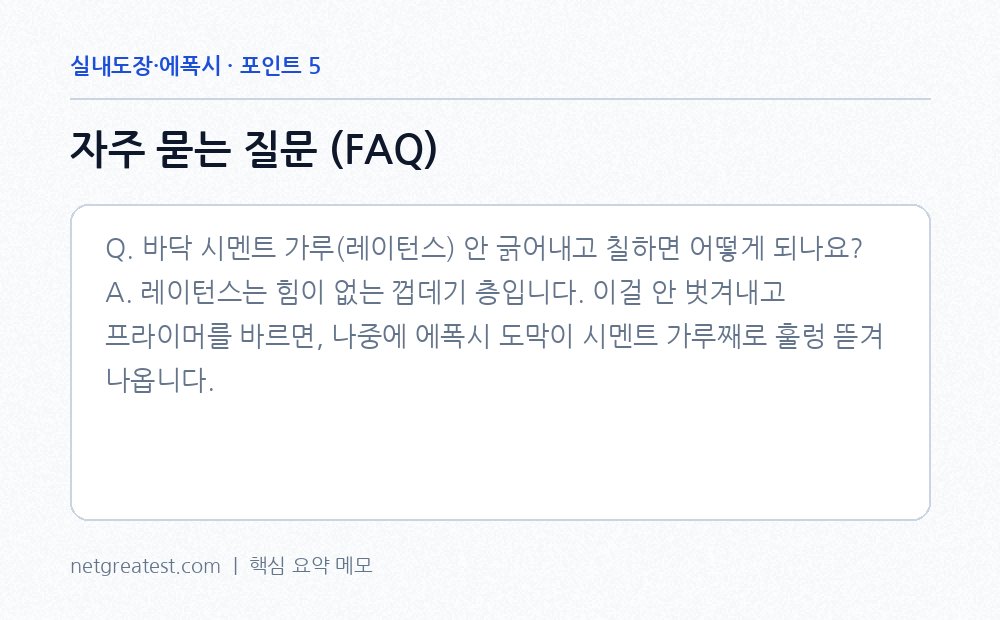 실내도장·에폭시 · 포인트 5
자주 묻는 질문 (FAQ)
Q. 바닥 시멘트 가루(레이턴스) 안 긁어내고 칠하면 어떻게 되나요?
A. 레이턴스는 힘이 없는 껍데기 층입니다. 이걸 안 벗겨내고
프라이머를 바르면, 나중에 에폭시 도막이 시멘트 가루째로 훌렁 뜯겨
나옵니다.
netgreatest.com | 핵심 요약 메모